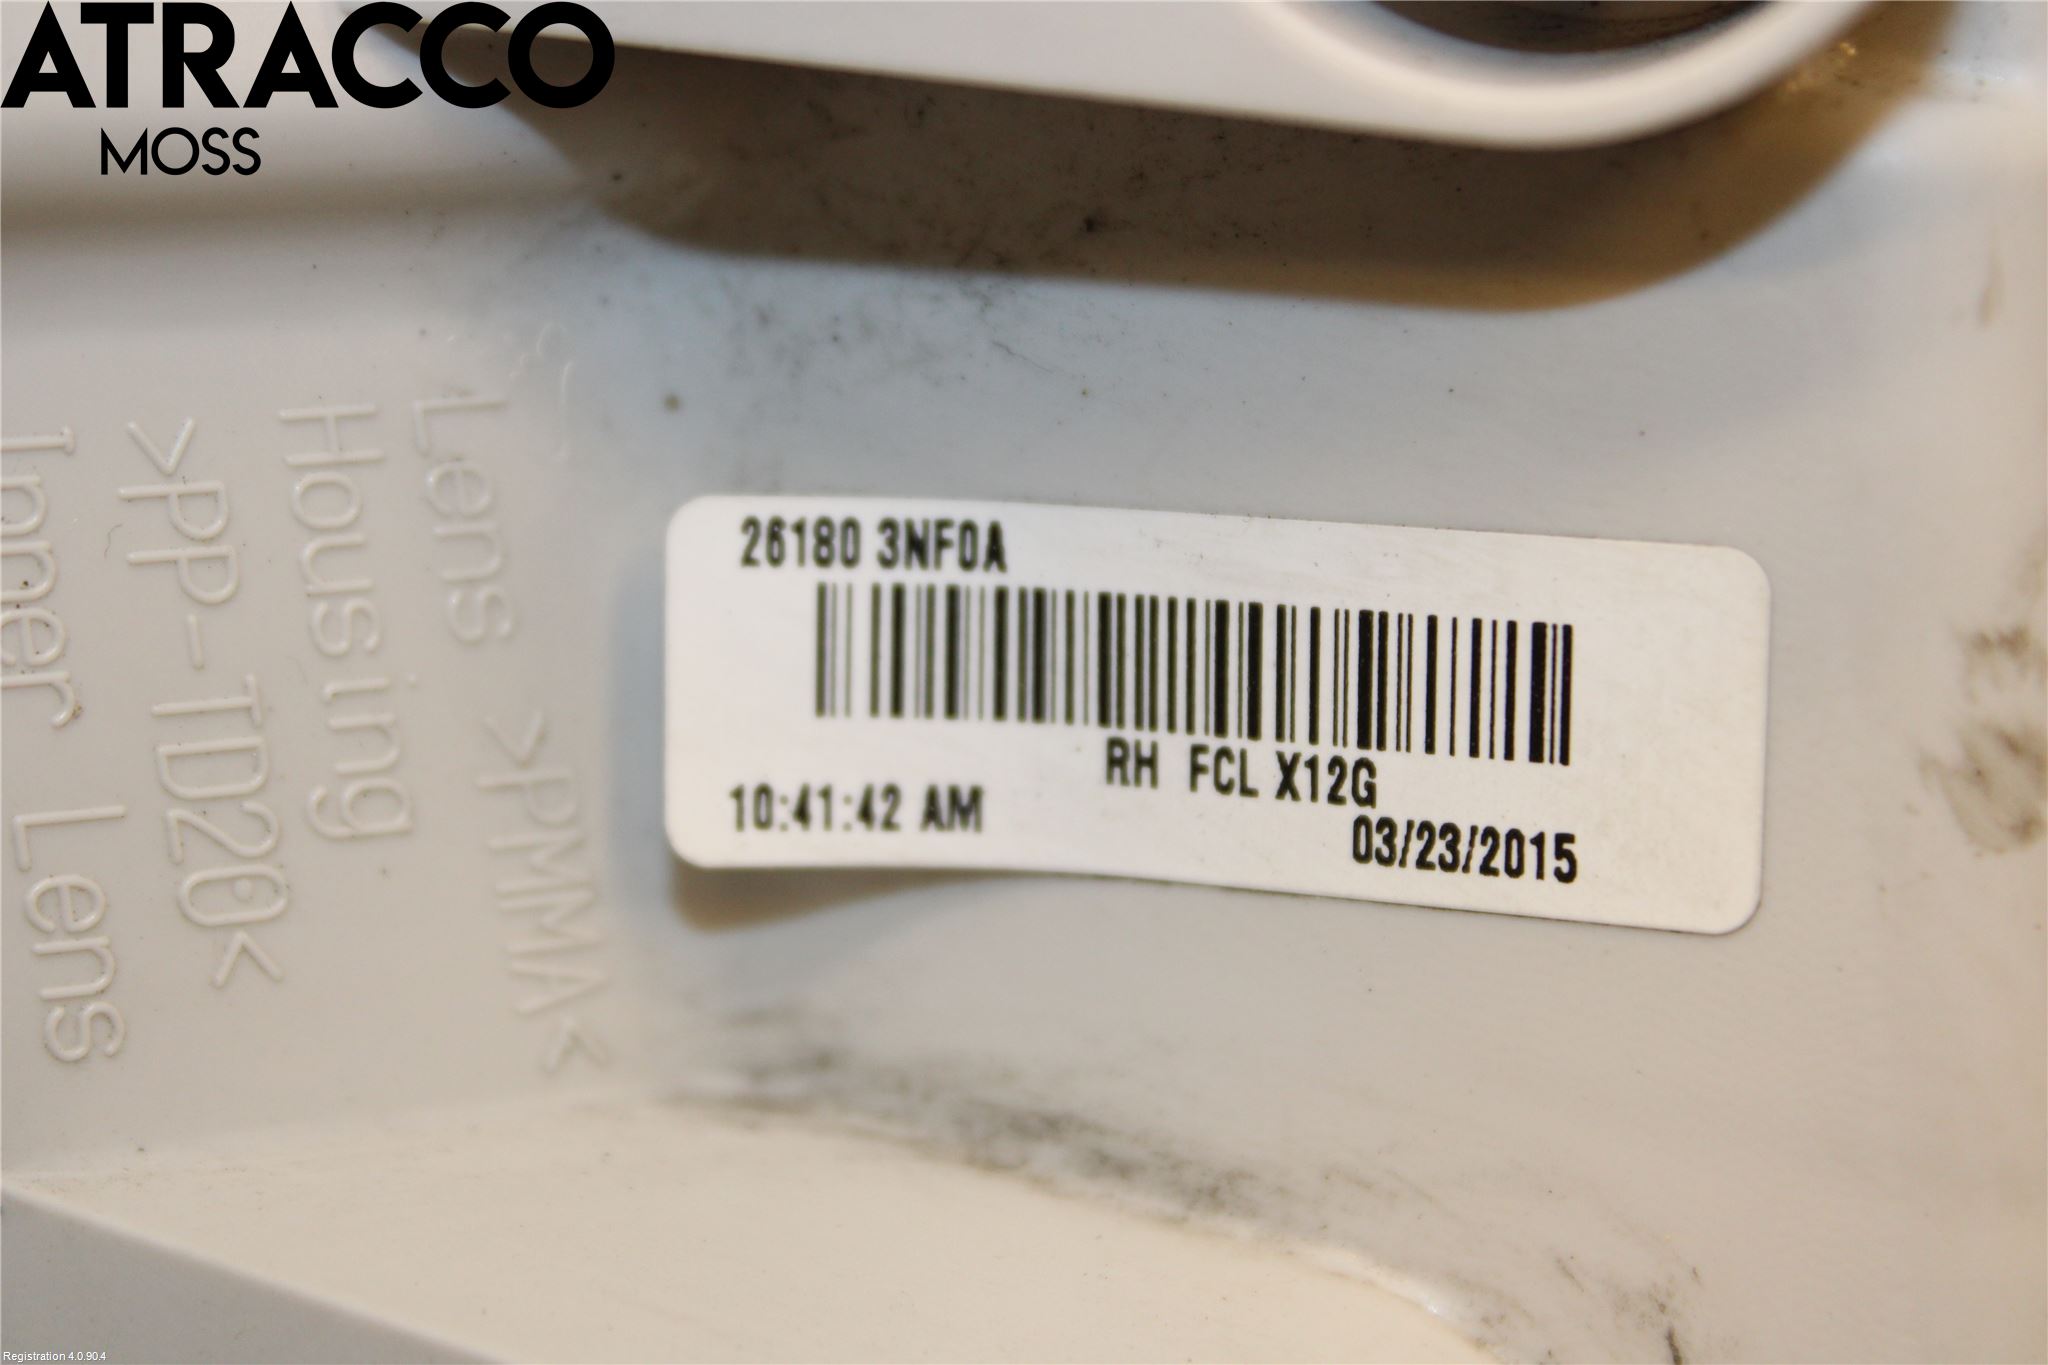 ATRACCO
MOSS
Lens >PMMA<
Housing
>PP-TD20<
Inner Lens
26180 3NF0A
RH FCL X12G
10:41:42 AM
03/23/2015
Registration 4.0.90.4